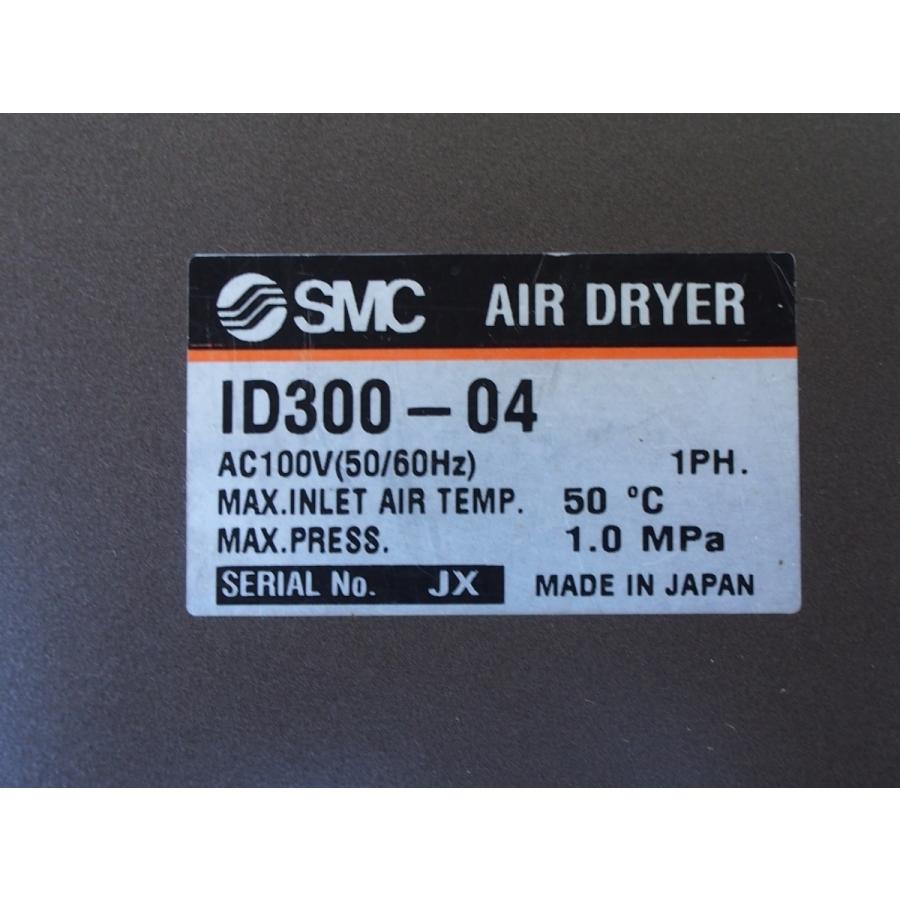 SMC AIR DRYER
ID300-04
AC100V(50/60Hz) 1PH.
MAX.INLET AIR TEMP. 50 °C
MAX.PRESS. 1.0 MPa
SERIAL No. JX MADE IN JAPAN